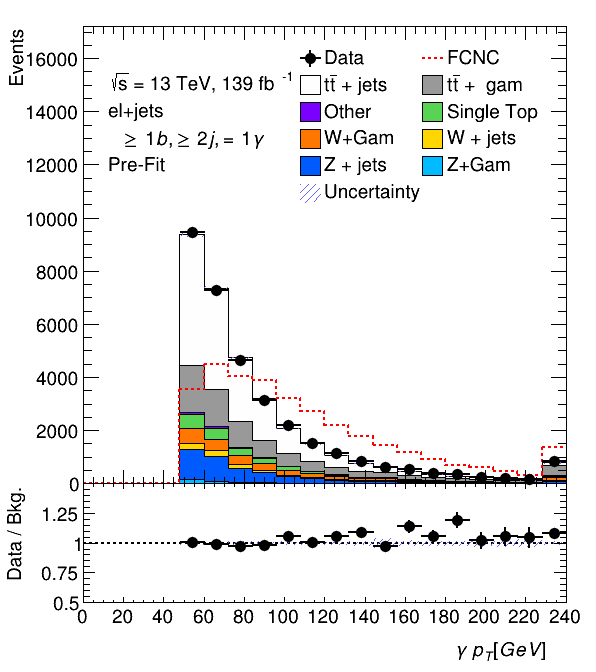 Events
16000
14000
12000
10000
8000
6000
4000
2000
0
√s = 13 TeV, 139 fb⁻¹
el+jets
≥ 1b, ≥ 2j, = 1γ
Pre-Fit
Data FCNC
tt̄ + jets tt̄ + gam
Other Single Top
W+Gam W + jets
Z + jets Z+Gam
Uncertainty
Data / Bkg.
1.25
1
0.75
0.5
0 20 40 60 80 100 120 140 160 180 200 220 240
γ p_T[GeV]